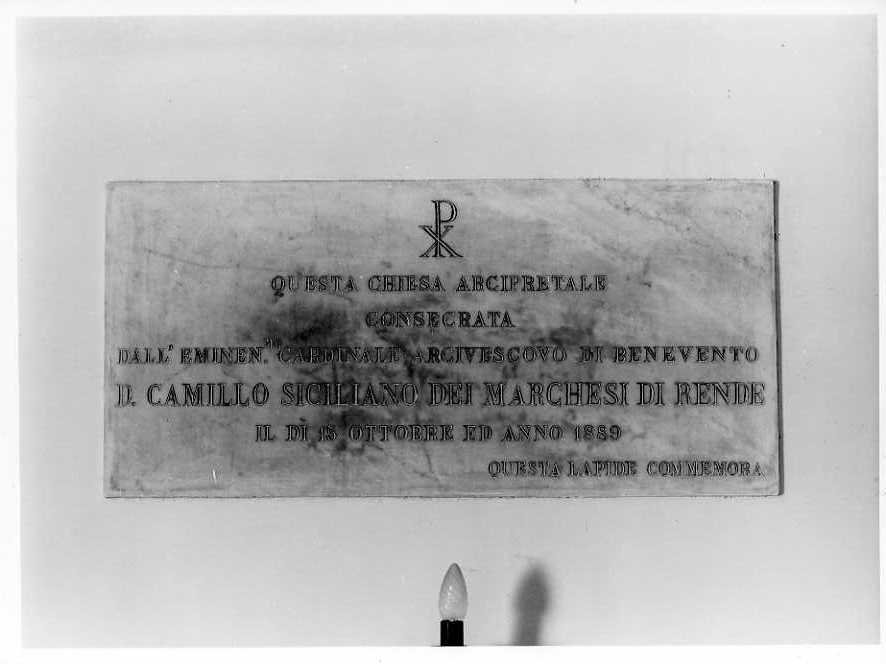 QUESTA CHIESA ARCIPRETALE
CONSECRATA
DALL' EMINEN.MO CARDINALE ARCIVESCOVO DI BENEVENTO
D. CAMILLO SICILIANO DEI MARCHESI DI RENDE
IL DI 15 OTTOBRE ED ANNO 1889
QUESTA LAPIDE COMMEMORA